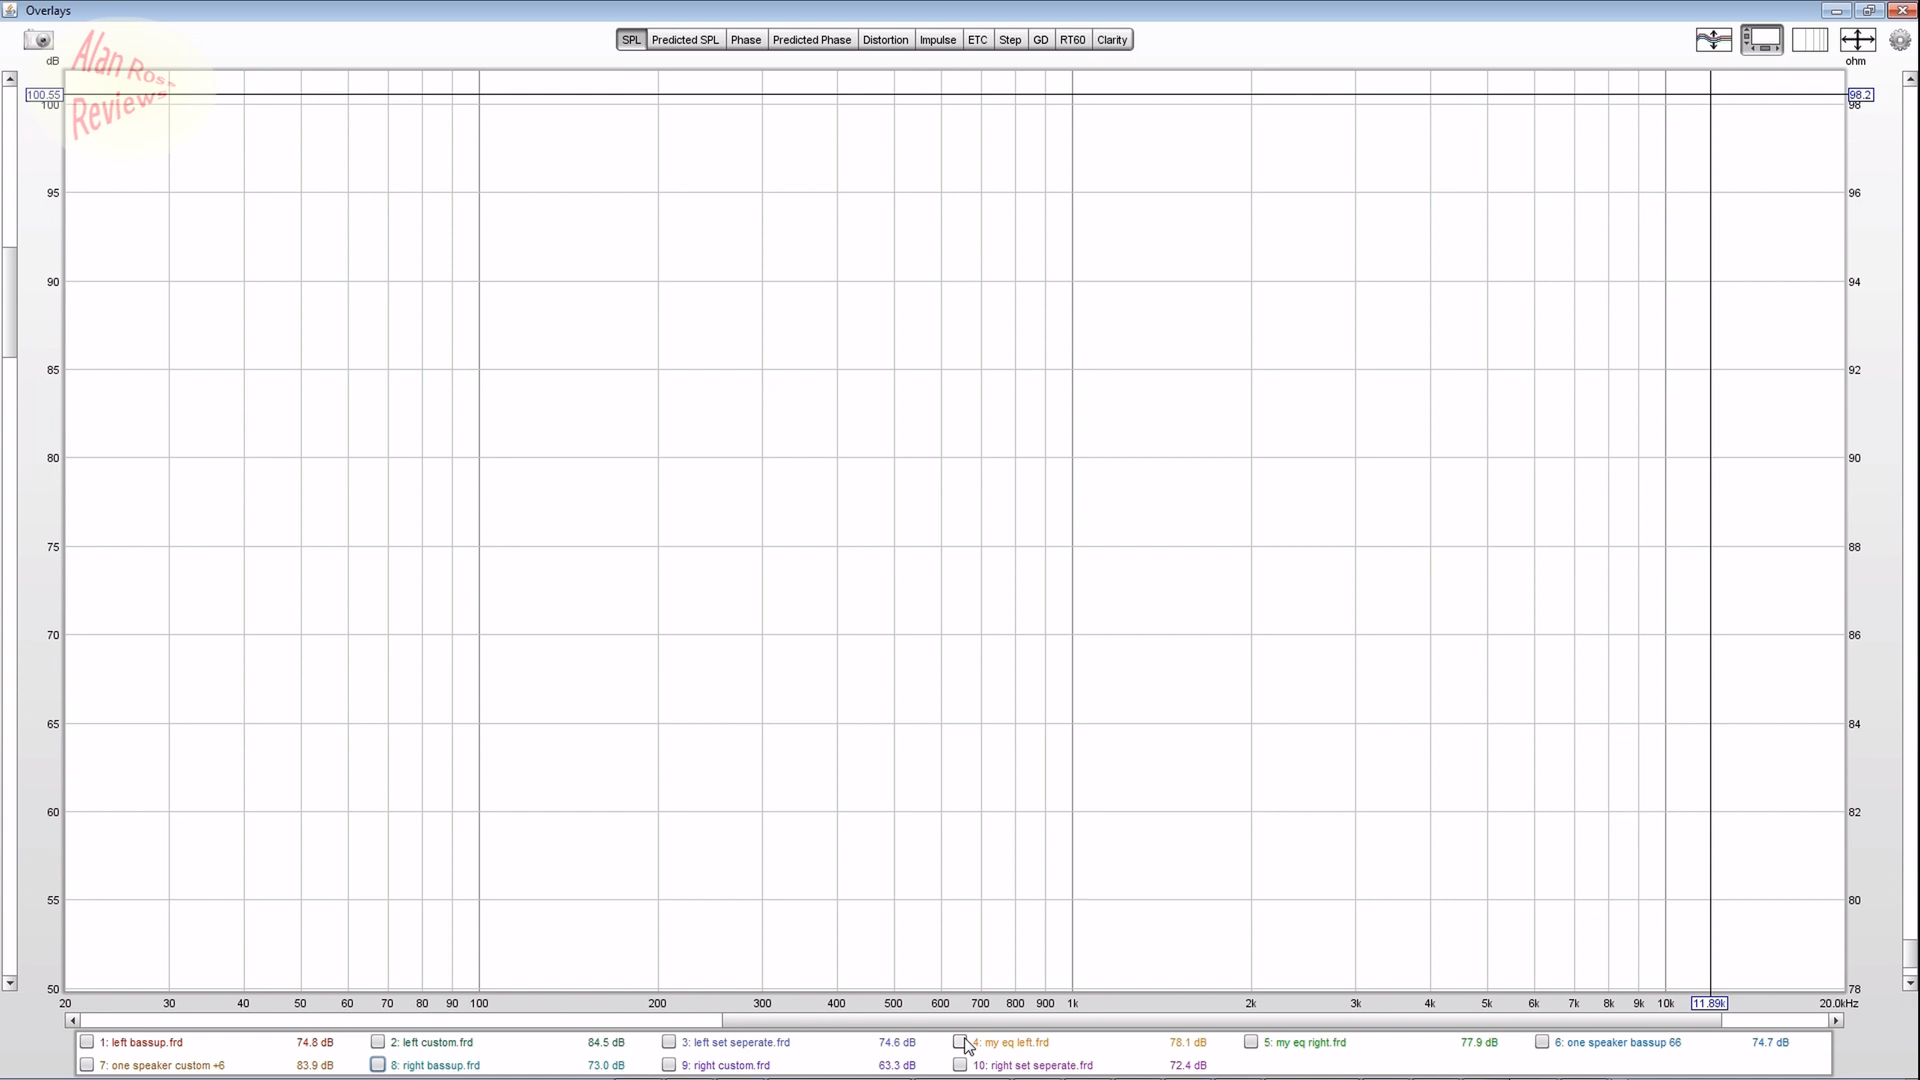 Overlays
SPL Predicted SPL Phase Predicted Phase Distortion Impulse ETC Step GD RT60 Clarity
Alan Ross
Reviews
dB
ohm
100.55
98.2
100
98
95
96
90
94
85
92
80
90
75
88
70
86
65
84
60
82
55
80
50
78
20 30 40 50 60 70 80 90 100 200 300 400 500 600 700 800 900 1k 2k 3k 4k 5k 6k 7k 8k 9k 10k 11.89k 20.0kHz
1: left bassup.frd 74.8 dB 2: left custom.frd 84.5 dB 3: left set seperate.frd 74.6 dB 4: my eq left.frd 78.1 dB 5: my eq right.frd 77.9 dB 6: one speaker bassup 66 74.7 dB
7: one speaker custom +6 83.9 dB 8: right bassup.frd 73.0 dB 9: right custom.frd 63.3 dB 10: right set seperate.frd 72.4 dB